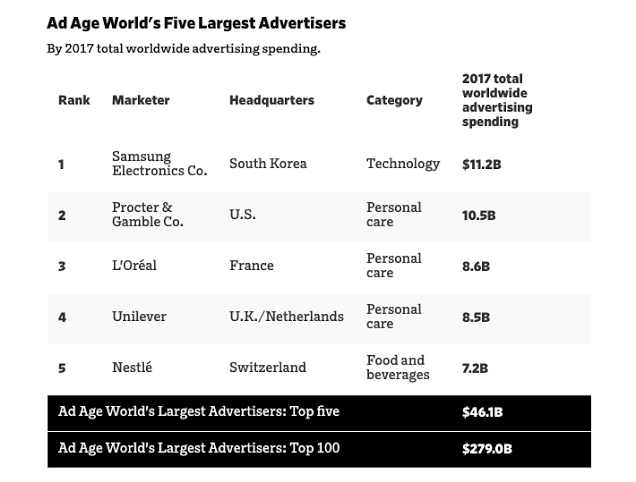 Ad Age World's Five Largest Advertisers
By 2017 total worldwide advertising spending.
Rank Marketer Headquarters Category 2017 total
worldwide
advertising
spending
1 Samsung
Electronics Co. South Korea Technology $11.2B
2 Procter &
Gamble Co. U.S. Personal
care 10.5B
3 L'Oréal France Personal
care 8.6B
4 Unilever U.K./Netherlands Personal
care 8.5B
5 Nestlé Switzerland Food and
beverages 7.2B
Ad Age World's Largest Advertisers: Top five $46.1B
Ad Age World's Largest Advertisers: Top 100 $279.0B